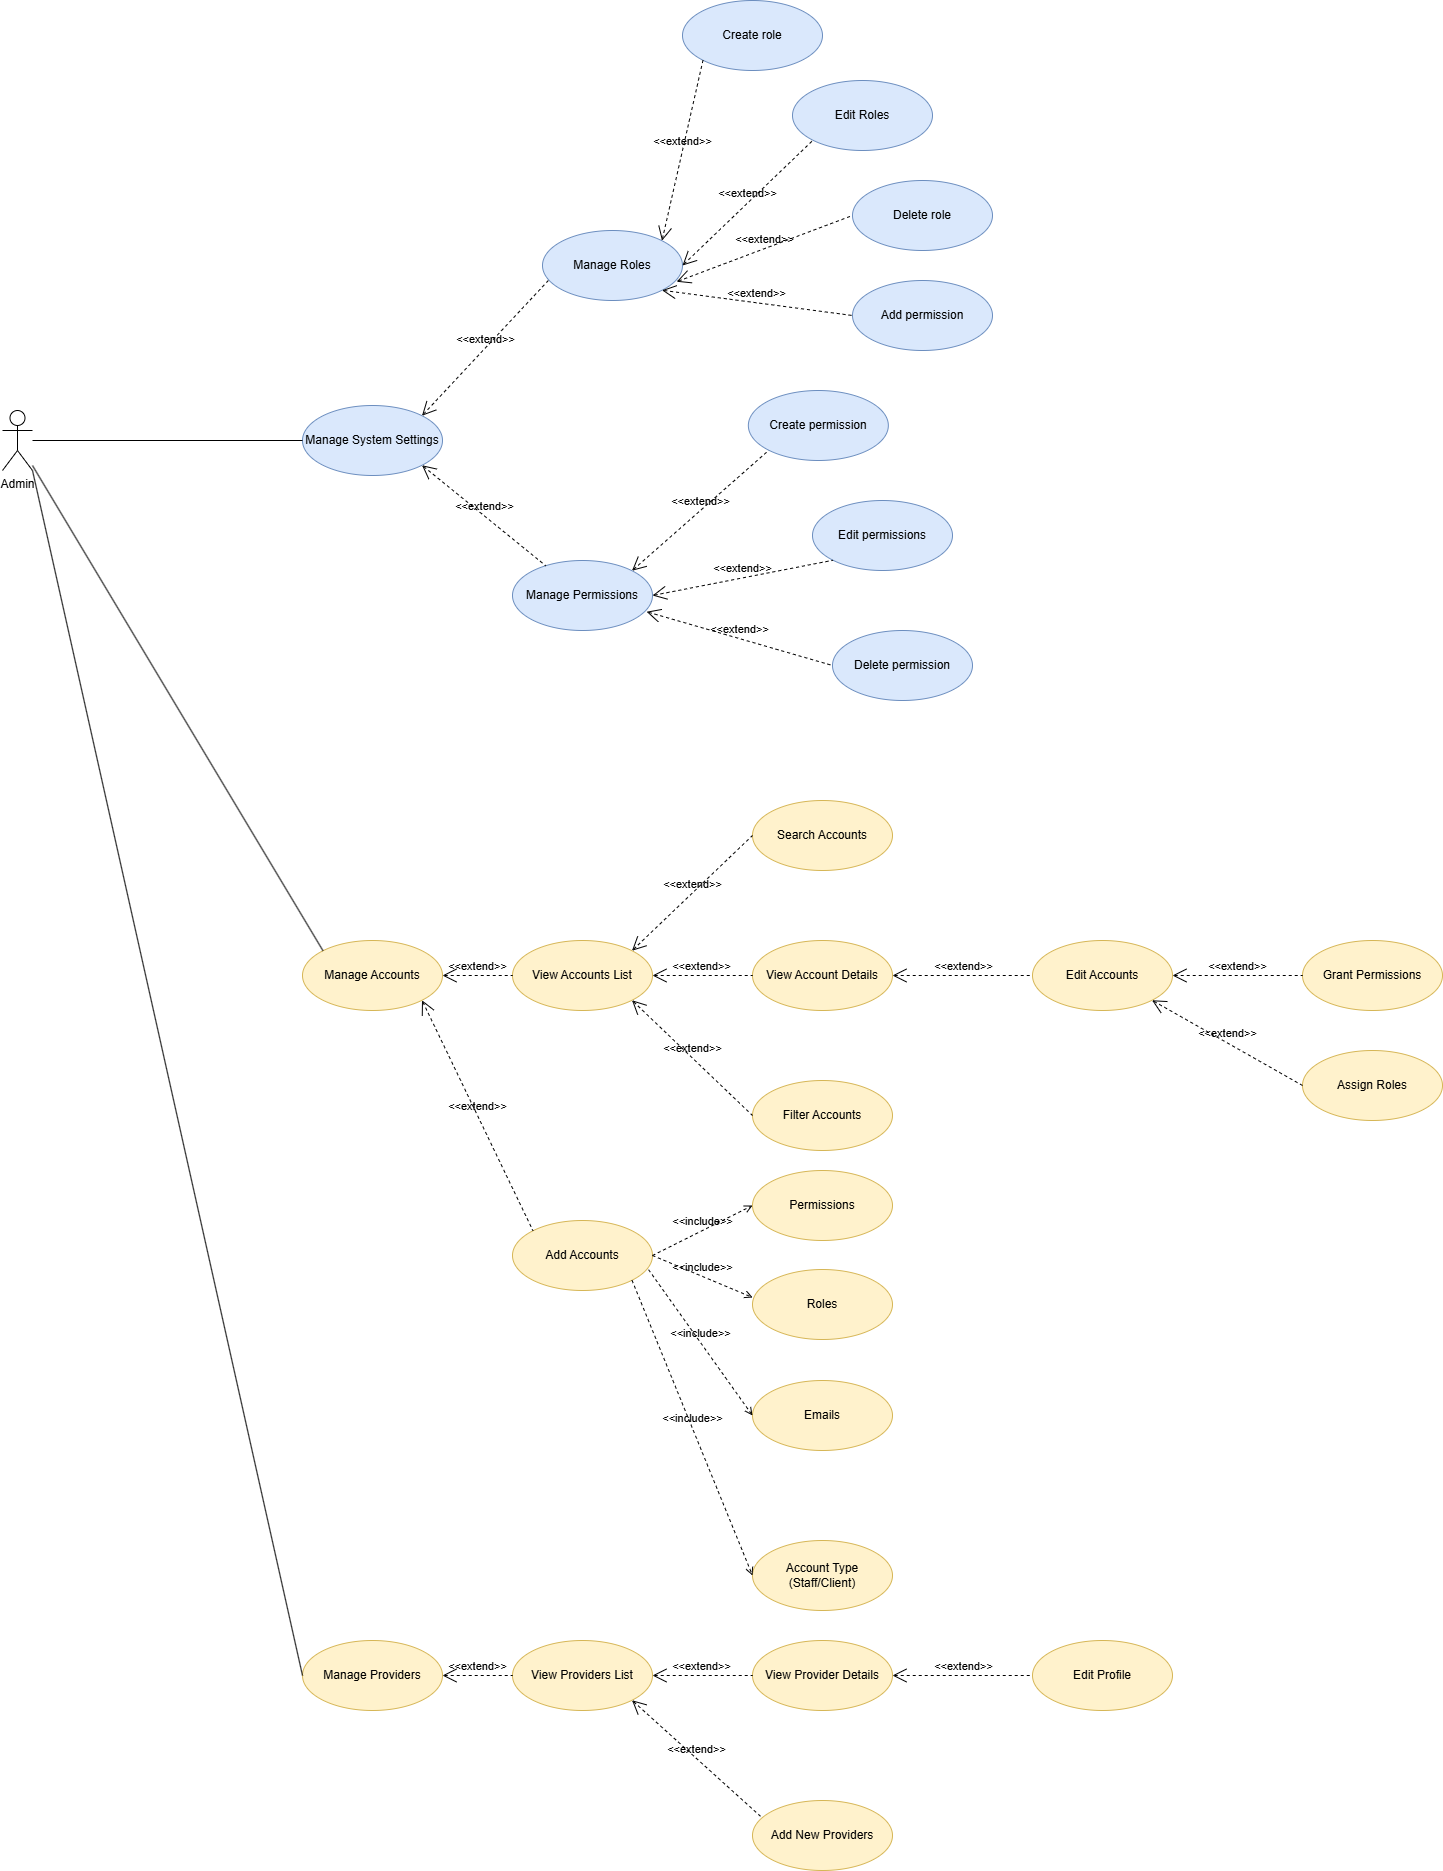 Create role
Edit Roles
<<extend>>
<<extend>>
Delete role
<<extend>>
Manage Roles
<<extend>>
Add permission
<<extend>>
Admin
Manage System Settings
Create permission
<<extend>>
<<extend>>
Edit permissions
<<extend>>
Manage Permissions
<<extend>>
Delete permission
Search Accounts
<<extend>>
Manage Accounts
<<extend>>
View Accounts List
<<extend>>
View Account Details
<<extend>>
Edit Accounts
<<extend>>
Grant Permissions
<<extend>>
<<extend>>
Assign Roles
<<extend>>
Filter Accounts
Permissions
<<include>>
Add Accounts
<<include>>
Roles
<<include>>
Emails
<<include>>
Account Type
(Staff/Client)
Manage Providers
<<extend>>
View Providers List
<<extend>>
View Provider Details
<<extend>>
Edit Profile
<<extend>>
Add New Providers